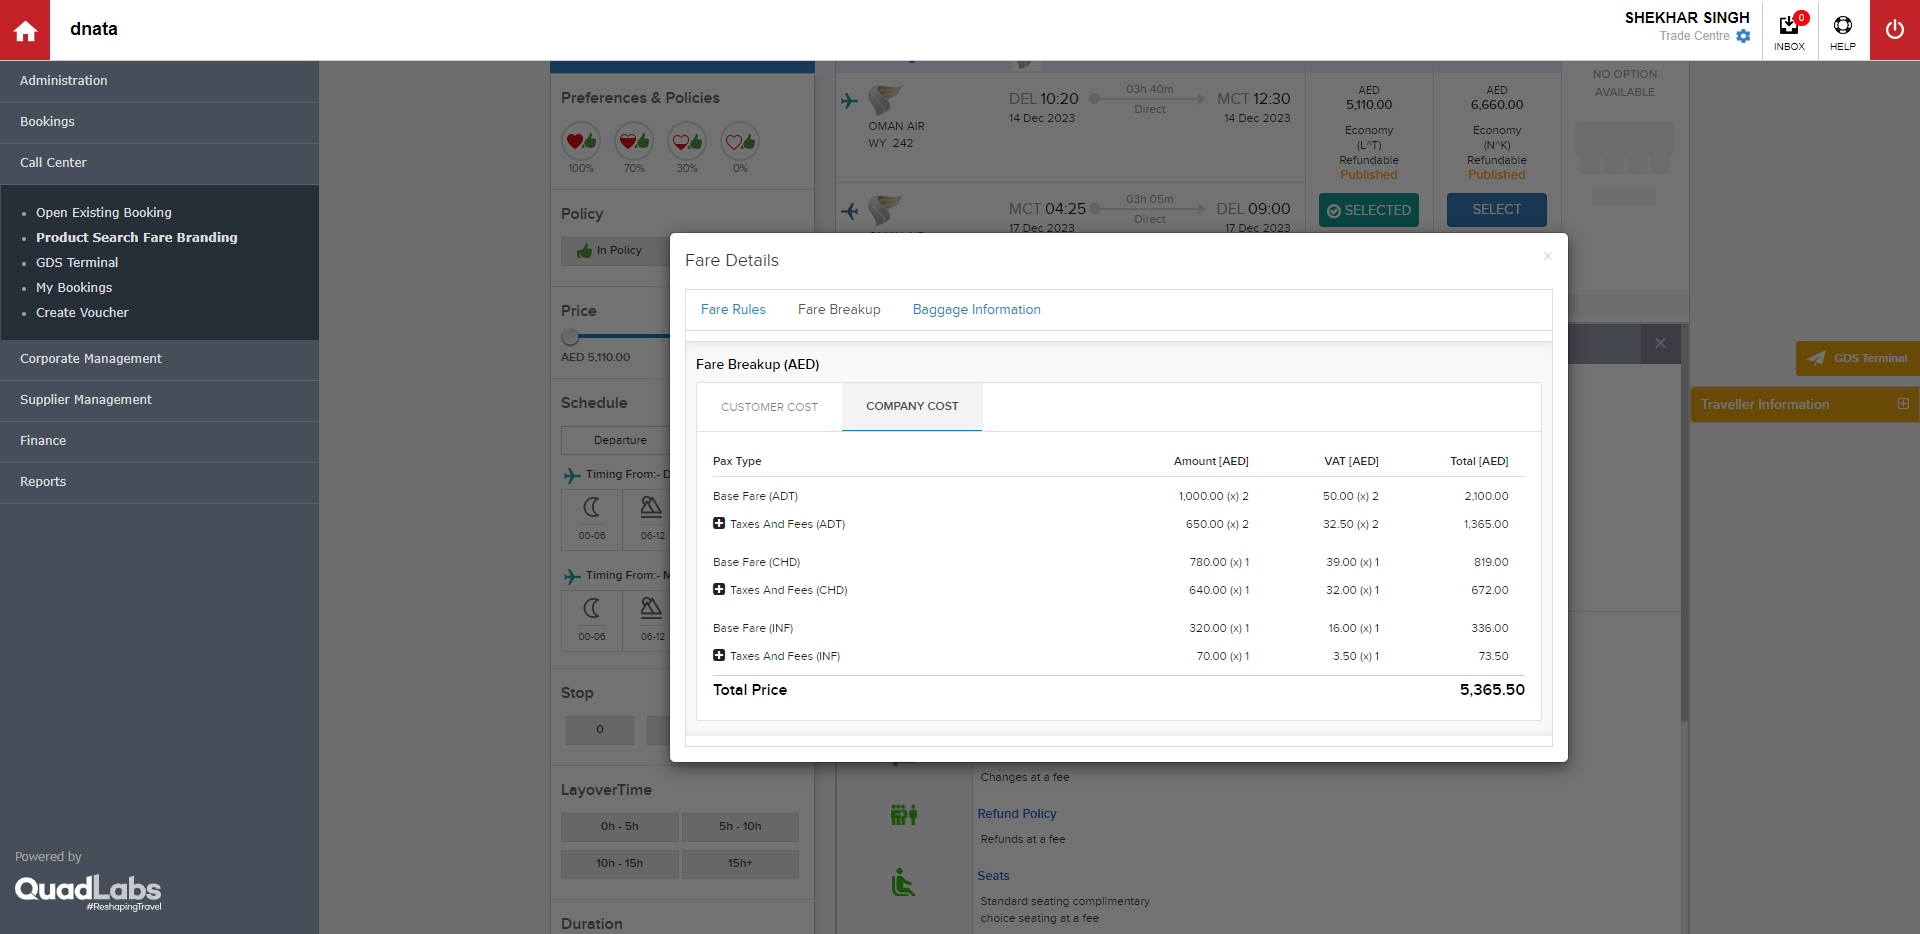 dnata
SHEKHAR SINGH
Trade Centre
0
INBOX
HELP
Administration
Bookings
Call Center
Open Existing Booking
Product Search Fare Branding
GDS Terminal
My Bookings
Create Voucher
Corporate Management
Supplier Management
Finance
Reports
Powered by
QuadLabs
#ReshapingTravel
Preferences & Policies
100% 70% 30% 0%
Policy
In Policy
Price
AED 5,110.00
Schedule
Departure
Timing From:- D
00-06 06-12
Timing From:- M
00-06 06-12
Stop
0
LayoverTime
0h - 5h 5h - 10h
10h - 15h 15h+
Duration
OMAN AIR
WY 242
DEL 10:20
14 Dec 2023
03h 40m
Direct
MCT 12:30
14 Dec 2023
MCT 04:25
17 Dec 2023
03h 05m
Direct
DEL 09:00
17 Dec 2023
AED
5,110.00
Economy
(L^T)
Refundable
Published
SELECTED
AED
6,660.00
Economy
(N^K)
Refundable
Published
SELECT
NO OPTION
AVAILABLE
GDS Terminal
Traveller Information
Fare Details
×
Fare Rules Fare Breakup Baggage Information
Fare Breakup (AED)
CUSTOMER COST COMPANY COST
Pax Type Amount [AED] VAT [AED] Total [AED]
Base Fare (ADT) 1,000.00 (x) 2 50.00 (x) 2 2,100.00
Taxes And Fees (ADT) 650.00 (x) 2 32.50 (x) 2 1,365.00
Base Fare (CHD) 780.00 (x) 1 39.00 (x) 1 819.00
Taxes And Fees (CHD) 640.00 (x) 1 32.00 (x) 1 672.00
Base Fare (INF) 320.00 (x) 1 16.00 (x) 1 336.00
Taxes And Fees (INF) 70.00 (x) 1 3.50 (x) 1 73.50
Total Price 5,365.50
Changes at a fee
Refund Policy
Refunds at a fee
Seats
Standard seating complimentary
choice seating at a fee